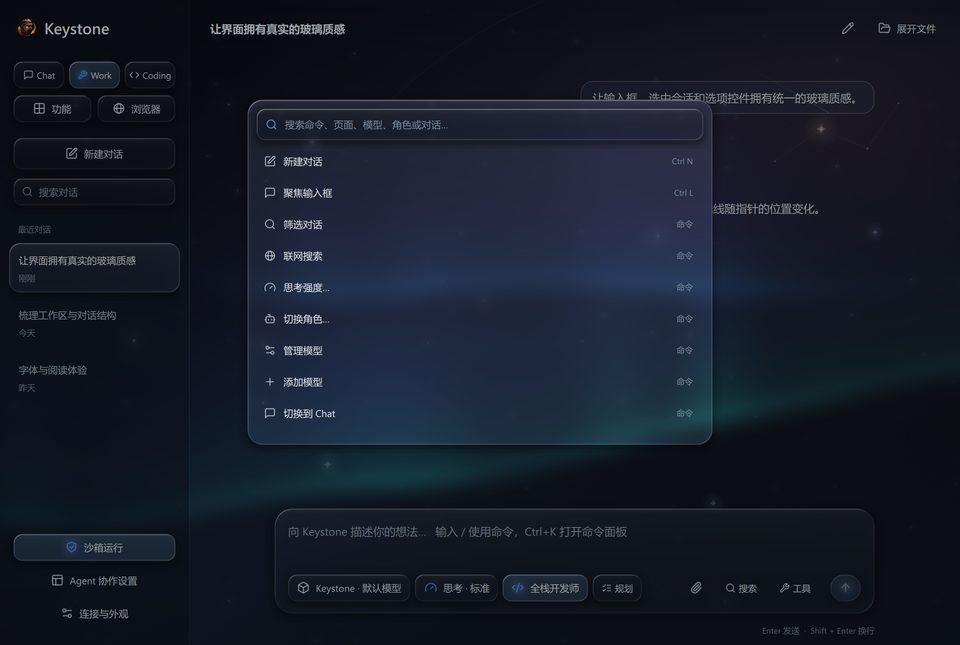 Keystone
Chat
Work
Coding
功能
浏览器
新建对话
搜索对话
最近对话
让界面拥有真实的玻璃质感
刚刚
梳理工作区与对话结构
今天
字体与阅读体验
昨天
沙箱运行
Agent 协作设置
连接与外观
让界面拥有真实的玻璃质感
展开文件
让输入框、选中会话和选项控件拥有统一的玻璃质感。
线随指针的位置变化。
搜索命令、页面、模型、角色或对话...
新建对话 Ctrl N
聚焦输入框 Ctrl L
筛选对话 命令
联网搜索 命令
思考强度... 命令
切换角色... 命令
管理模型 命令
添加模型 命令
切换到 Chat 命令
向 Keystone 描述你的想法... 输入 / 使用命令，Ctrl+K 打开命令面板
Keystone · 默认模型
思考 · 标准
全栈开发师
规划
搜索
工具
Enter 发送 · Shift + Enter 换行